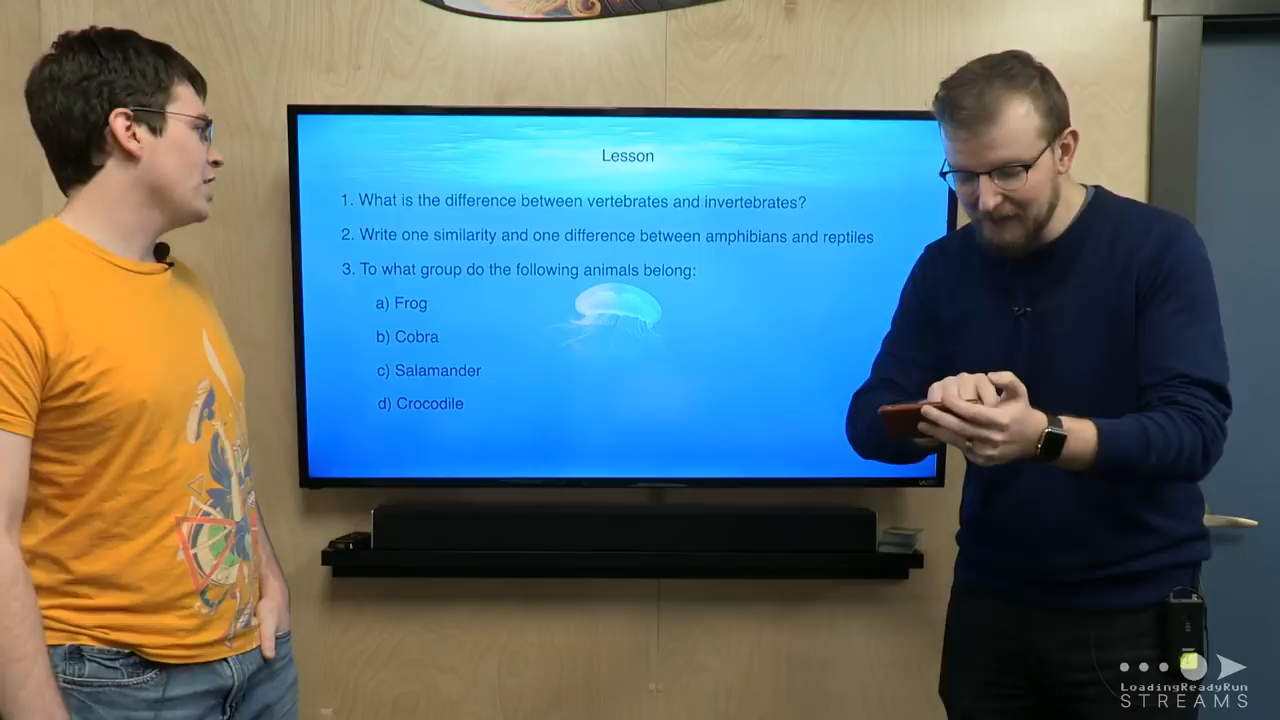 Lesson
1. What is the difference between vertebrates and invertebrates?
2. Write one similarity and one difference between amphibians and reptiles
3. To what group do the following animals belong:
a) Frog
b) Cobra
c) Salamander
d) Crocodile
VIZIO
LoadingReadyRun
STREAMS